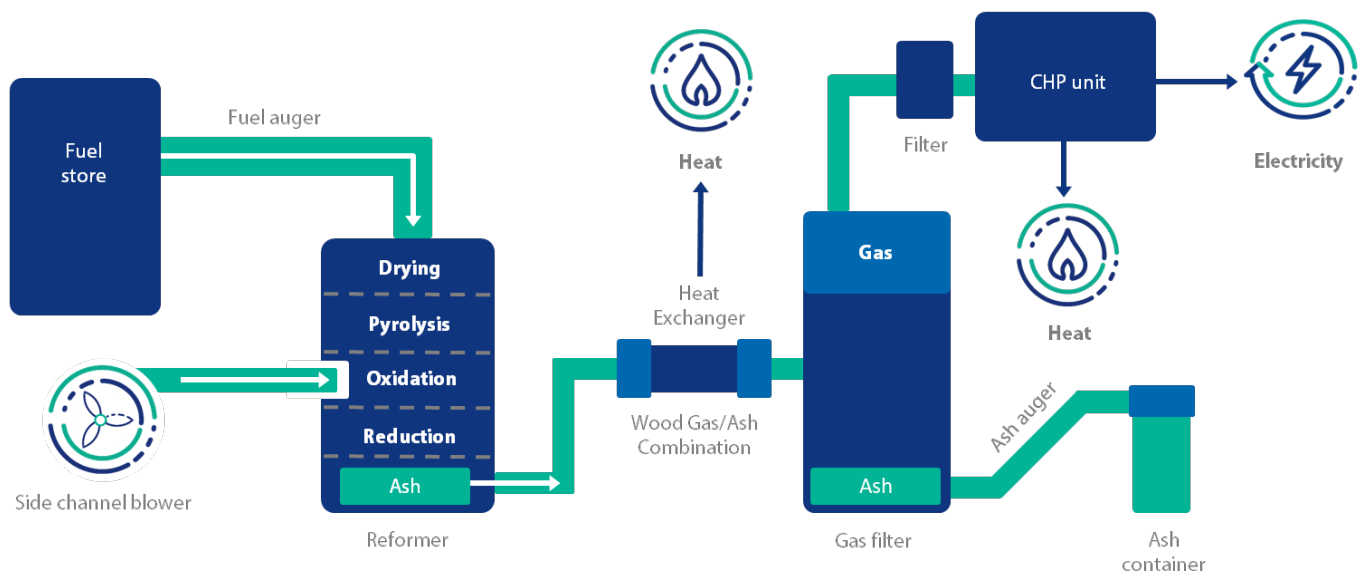 Fuel
store
Fuel auger
Side channel blower
Drying
Pyrolysis
Oxidation
Reduction
Ash
Reformer
Heat
Heat
Exchanger
Wood Gas/Ash
Combination
Gas
Ash
Gas filter
Filter
CHP unit
Electricity
Heat
Ash auger
Ash
container